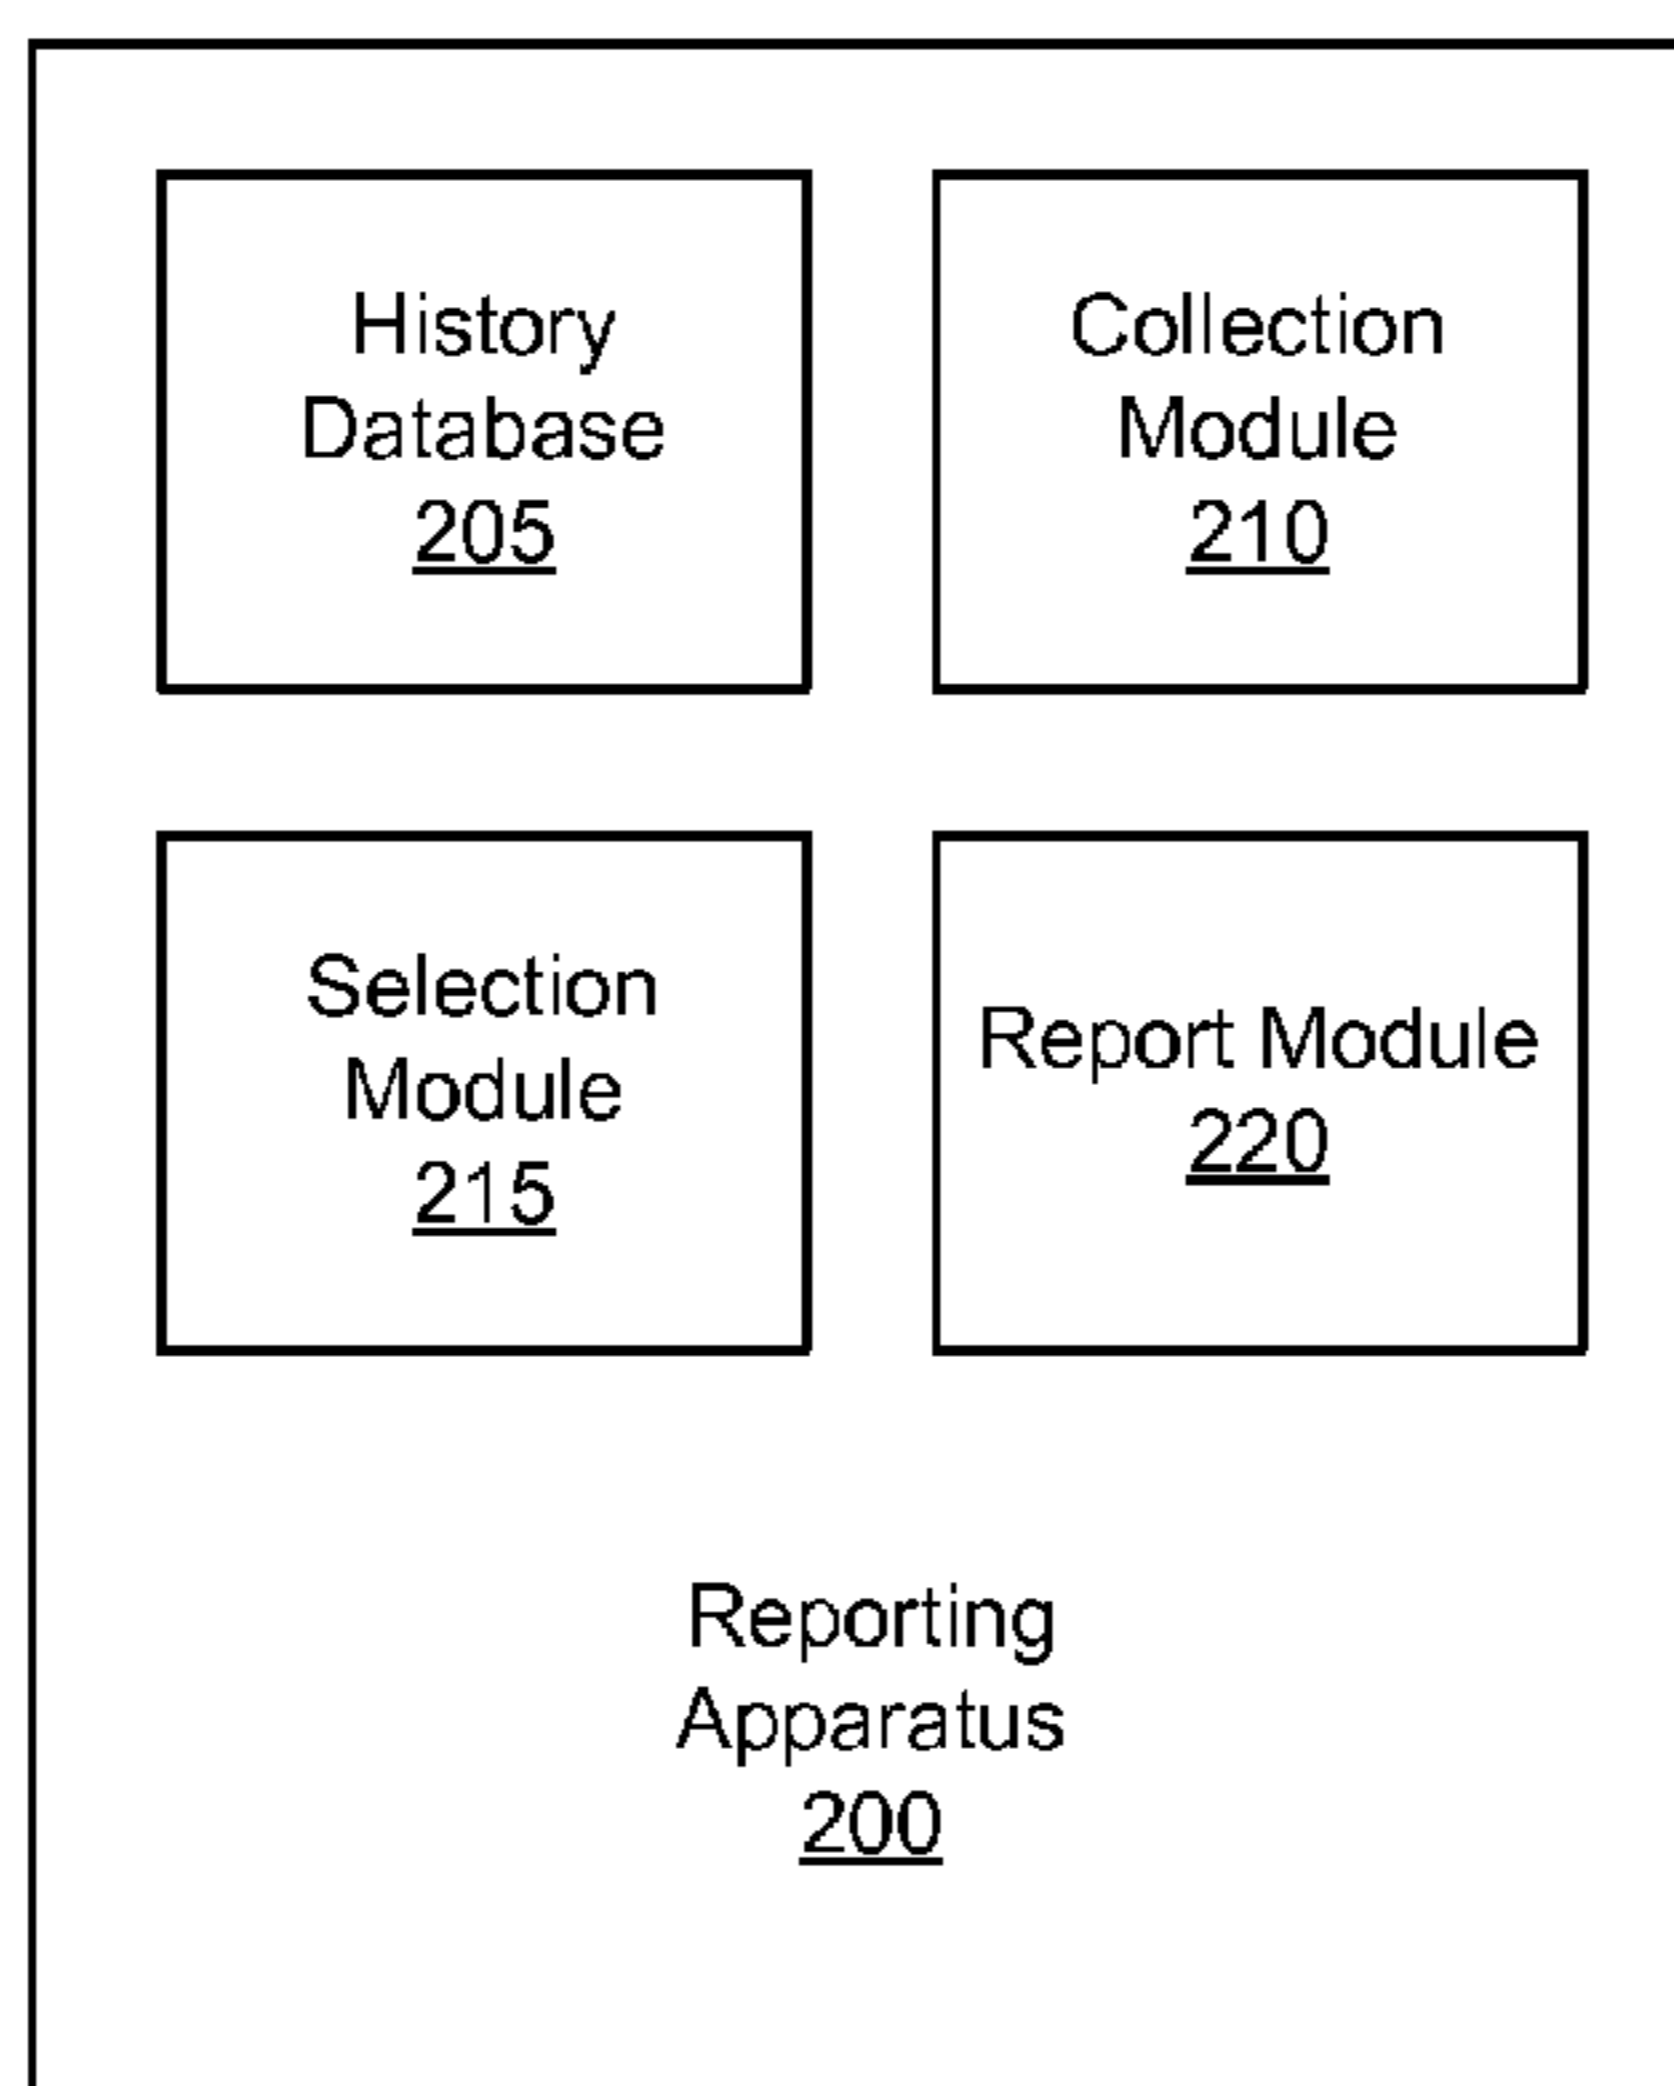 History
Database
205
Collection
Module
210
Selection
Module
215
Report Module
220
Reporting
Apparatus
200